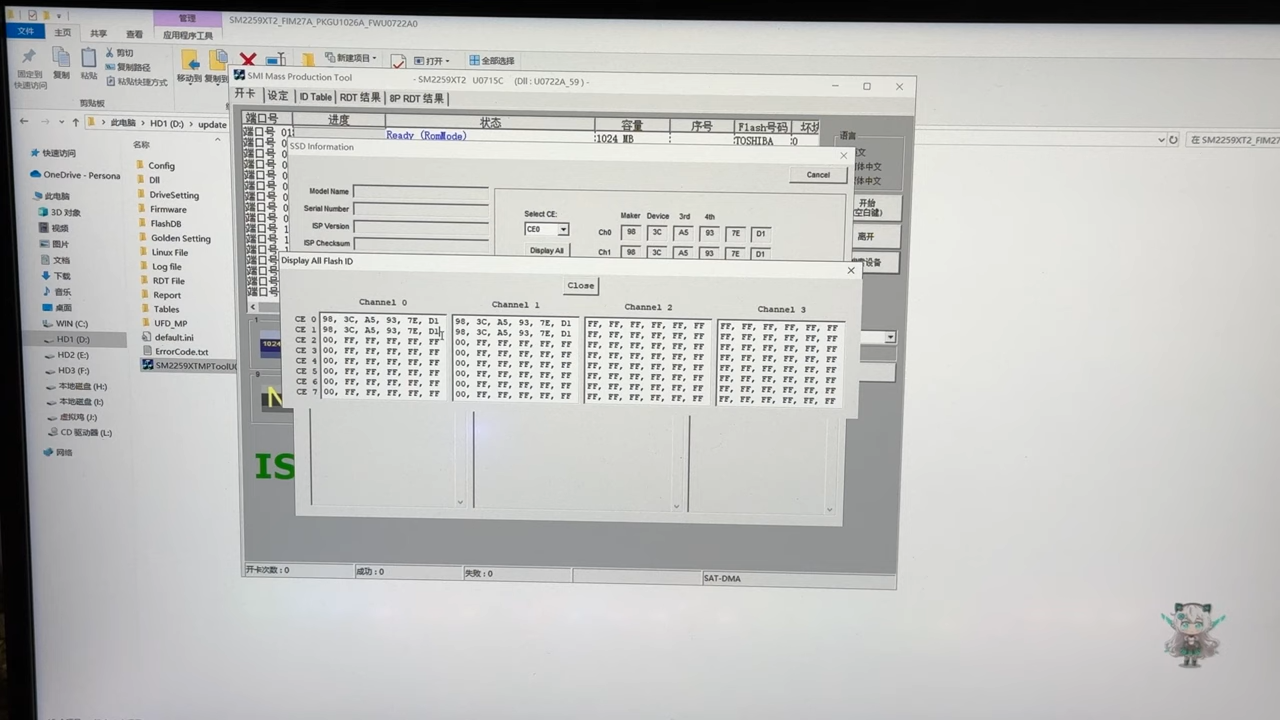 管理
SM2259XT2_FIM27A_PKGU1026A_FWU0722A0
文件
主页
共享
查看
应用程序工具
固定到
快速访问
复制
粘贴
剪切
复制路径
粘贴快捷方式
剪贴板
移动到
复制到
新建项目
打开
全部选择
此电脑 > HD1 (D:) > update
在 SM2259XT2_FIM27
快速访问
OneDrive - Persona
此电脑
3D 对象
视频
图片
文档
下载
音乐
桌面
WIN (C:)
HD1 (D:)
HD2 (E:)
HD3 (F:)
本地磁盘 (H:)
本地磁盘 (I:)
虚拟鸡 (J:)
CD 驱动器 (L:)
网络
名称
Config
Dll
DriveSetting
Firmware
FlashDB
Golden Setting
Linux File
Log file
RDT File
Report
Tables
UFD_MP
default.ini
ErrorCode.txt
SM2259XTMPToolU
SMI Mass Production Tool
- SM2259XT2 U0715C (Dll : U0722A_59 ) -
开卡
设定
ID Table
RDT 结果
8P RDT 结果
端口号
进度
状态
容量
序号
Flash号码
坏块
Ready (RomMode)
:1024 MB
:
:TOSHIBA
:0
语言
开始
(空白键)
离开
SSD Information
Cancel
Model Name
Serial Number
ISP Version
ISP Checksum
Select CE:
CE0
Display All
Maker Device 3rd 4th
Ch0 98 3C A5 93 7E D1
Ch1 98 3C A5 93 7E D1
Display All Flash ID
Close
Channel 0 Channel 1 Channel 2 Channel 3
CE 0 98, 3C, A5, 93, 7E, D1 98, 3C, A5, 93, 7E, D1 FF, FF, FF, FF, FF, FF FF, FF, FF, FF, FF, FF
CE 1 98, 3C, A5, 93, 7E, D1 98, 3C, A5, 93, 7E, D1 FF, FF, FF, FF, FF, FF FF, FF, FF, FF, FF, FF
CE 2 00, FF, FF, FF, FF, FF 00, FF, FF, FF, FF, FF FF, FF, FF, FF, FF, FF FF, FF, FF, FF, FF, FF
CE 3 00, FF, FF, FF, FF, FF 00, FF, FF, FF, FF, FF FF, FF, FF, FF, FF, FF FF, FF, FF, FF, FF, FF
CE 4 00, FF, FF, FF, FF, FF 00, FF, FF, FF, FF, FF FF, FF, FF, FF, FF, FF FF, FF, FF, FF, FF, FF
CE 5 00, FF, FF, FF, FF, FF 00, FF, FF, FF, FF, FF FF, FF, FF, FF, FF, FF FF, FF, FF, FF, FF, FF
CE 6 00, FF, FF, FF, FF, FF 00, FF, FF, FF, FF, FF FF, FF, FF, FF, FF, FF FF, FF, FF, FF, FF, FF
CE 7 00, FF, FF, FF, FF, FF 00, FF, FF, FF, FF, FF FF, FF, FF, FF, FF, FF FF, FF, FF, FF, FF, FF
1024
IS
开卡次数 : 0
成功 : 0
失败 : 0
SAT-DMA